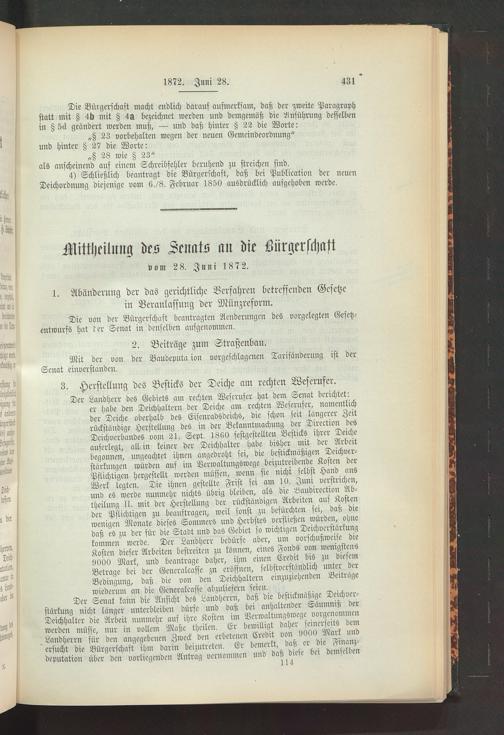 1872. Juni 28. 431
Die Bürgerschaft macht endlich darauf aufmerksam, daß der zweite Paragraph
statt mit § 4b mit § 4a bezeichnet werden und demgemäß die Anführung desselben
in § 5d geändert werden muß, — und daß hinter § 22 die Worte:
„§ 23 vorbehalten wegen der neuen Gemeindeordnung“
und hinter § 27 die Worte:
„§ 28 wie § 23“
als anscheinend auf einem Schreibfehler beruhend zu streichen sind.
4) Schließlich beantragt die Bürgerschaft, daß bei Publication der neuen
Deichordnung diejenige vom 6./8. Februar 1850 ausdrücklich aufgehoben werde.
Mittheilung des Senats an die Bürgerschaft
vom 28. Juni 1872.
1. Abänderung der das gerichtliche Verfahren betreffenden Gesetze
in Veranlassung der Münzreform.
Die von der Bürgerschaft beantragten Aenderungen des vorgelegten Gesetz-
entwurfs hat der Senat in denselben aufgenommen.
2. Beiträge zum Straßenbau.
Mit der von der Baudeputation vorgeschlagenen Tarifänderung ist der
Senat einverstanden.
3. Herstellung des Besticks der Deiche am rechten Weserufer.
Der Landherr des Gebiets am rechten Weserufer hat dem Senat berichtet:
er habe den Deichhaltern der Deiche am rechten Weserufer, namentlich
der Deiche oberhalb des Eisenradsdeichs, die schon seit längerer Zeit
rückständige Herstellung des in der Bekanntmachung der Direction des
Deichverbandes vom 21. Sept. 1860 festgestellten Besticks ihrer Deiche
auferlegt, allein keiner der Deichhalter habe bisher mit der Arbeit
begonnen, ungeachtet ihnen angedroht sei, die bestickmäßigen Deichver-
stärkungen würden auf im Verwaltungswege beizutreibende Kosten der
Pflichtigen hergestellt werden müssen, wenn sie nicht selbst Hand ans
Werk legten. Die ihnen gestellte Frist sei am 10. Juni verstrichen,
und es werde nunmehr nichts übrig bleiben, als die Baudirection Ab-
theilung II. mit der Herstellung der rückständigen Arbeiten auf Kosten
der Pflichtigen zu beauftragen, weil sonst zu befürchten sei, daß die
wenigen Monate dieses Sommers und Herbstes verfließen würden, ohne
daß es zu der für die Stadt und das Gebiet so wichtigen Deichverstärkung
kommen werde. Der Landherr bedürfe aber, um vorschußweise die
Kosten dieser Arbeiten bestreiten zu können, eines Fonds von wenigstens
9000 Mark, und beantrage daher, ihm einen Credit bis zu diesem
Betrage bei der Generalcasse zu eröffnen, selbstverständlich unter der
Bedingung, daß die von den Deichhaltern einzuziehenden Beiträge
wiederum an die Generalcasse abzuliefern seien.
Der Senat kann die Ansicht des Landherrn, daß die bestickmäßige Deichver-
stärkung nicht länger unterbleiben dürfe und daß bei anhaltender Säumniß der
Deichhalter die Arbeit nunmehr auf ihre Kosten im Verwaltungswege vorgenommen
werden müsse, nur in vollem Maße theilen. Er bewilligt daher seinerseits dem
Landherrn für den angegebenen Zweck den erbetenen Credit von 9000 Mark und
ersucht die Bürgerschaft ihm darin beizutreten. Er bemerkt, daß er die Finanz-
deputation über den vorliegenden Antrag vernommen und daß diese bei demselben
114